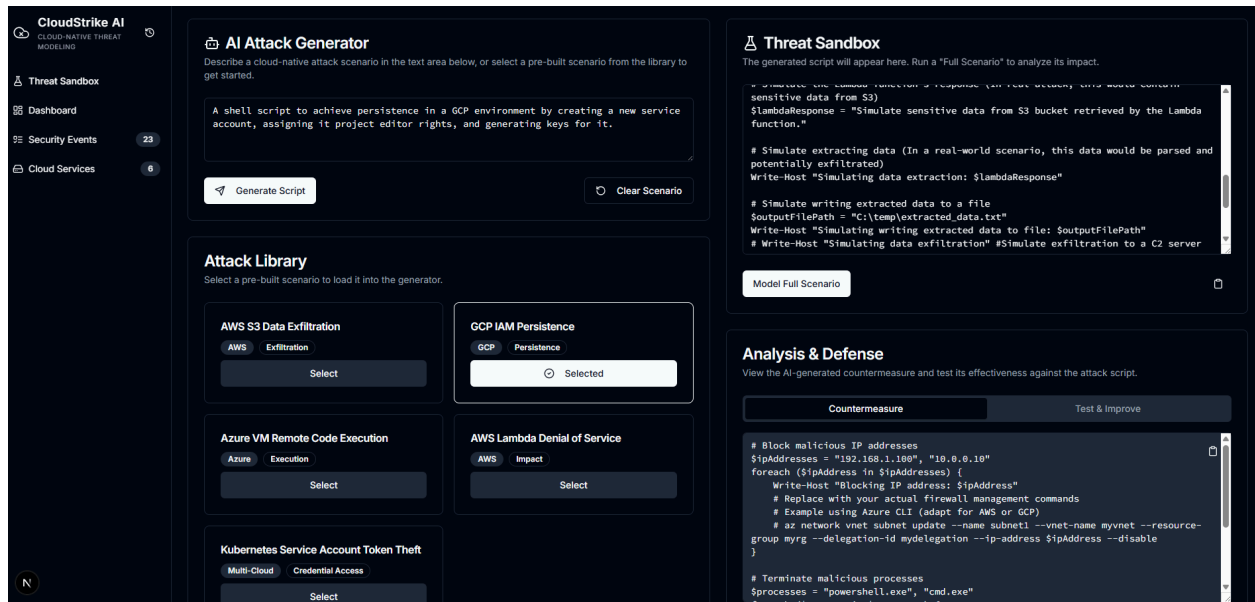 CloudStrike AI
CLOUD-NATIVE THREAT
MODELING
Threat Sandbox
Dashboard
Security Events 23
Cloud Services 6
N
AI Attack Generator
Describe a cloud-native attack scenario in the text area below, or select a pre-built scenario from the library to
get started.
A shell script to achieve persistence in a GCP environment by creating a new service
account, assigning it project editor rights, and generating keys for it.
Generate Script
Clear Scenario
Attack Library
Select a pre-built scenario to load it into the generator.
AWS S3 Data Exfiltration
AWS Exfiltration
Select
GCP IAM Persistence
GCP Persistence
Selected
Azure VM Remote Code Execution
Azure Execution
Select
AWS Lambda Denial of Service
AWS Impact
Select
Kubernetes Service Account Token Theft
Multi-Cloud Credential Access
Select
Threat Sandbox
The generated script will appear here. Run a "Full Scenario" to analyze its impact.
# Simulate the Lambda function's response (In real attack, this would contain
sensitive data from S3)
$lambdaResponse = "Simulate sensitive data from S3 bucket retrieved by the Lambda
function."
# Simulate extracting data (In a real-world scenario, this data would be parsed and
potentially exfiltrated)
Write-Host "Simulating data extraction: $lambdaResponse"
# Simulate writing extracted data to a file
$outputFilePath = "C:\temp\extracted_data.txt"
Write-Host "Simulating writing extracted data to file: $outputFilePath"
# Write-Host "Simulating data exfiltration" #Simulate exfiltration to a C2 server
Model Full Scenario
Analysis & Defense
View the AI-generated countermeasure and test its effectiveness against the attack script.
Countermeasure
Test & Improve
# Block malicious IP addresses
$ipAddresses = "192.168.1.100", "10.0.0.10"
foreach ($ipAddress in $ipAddresses) {
Write-Host "Blocking IP address: $ipAddress"
# Replace with your actual firewall management commands
# Example using Azure CLI (adapt for AWS or GCP)
# az network vnet subnet update --name subnet1 --vnet-name myvnet --resource-
group myrg --delegation-id mydelegation --ip-address $ipAddress --disable
}
# Terminate malicious processes
$processes = "powershell.exe", "cmd.exe"